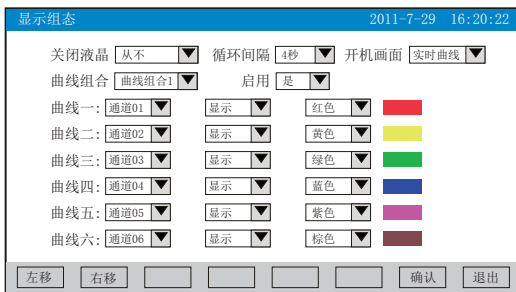 显示组态 2011-7-29 16:20:22
关闭液晶 从不 循环间隔 4秒 开机画面 实时曲线
曲线组合 曲线组合1 启用 是
曲线一: 通道01 显示 红色
曲线二: 通道02 显示 黄色
曲线三: 通道03 显示 绿色
曲线四: 通道04 显示 蓝色
曲线五: 通道05 显示 紫色
曲线六: 通道06 显示 棕色
左移 右移 确认 退出